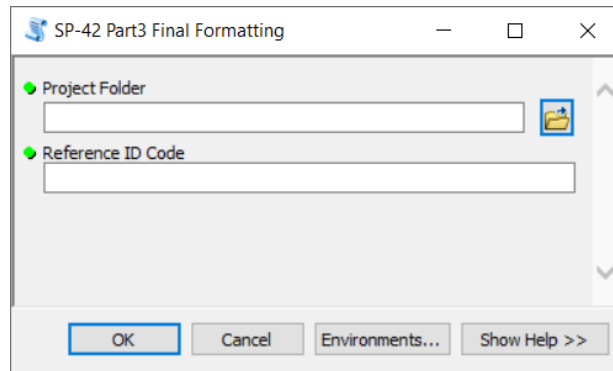 SP-42 Part3 Final Formatting
Project Folder
Reference ID Code
OK Cancel Environments... Show Help >>